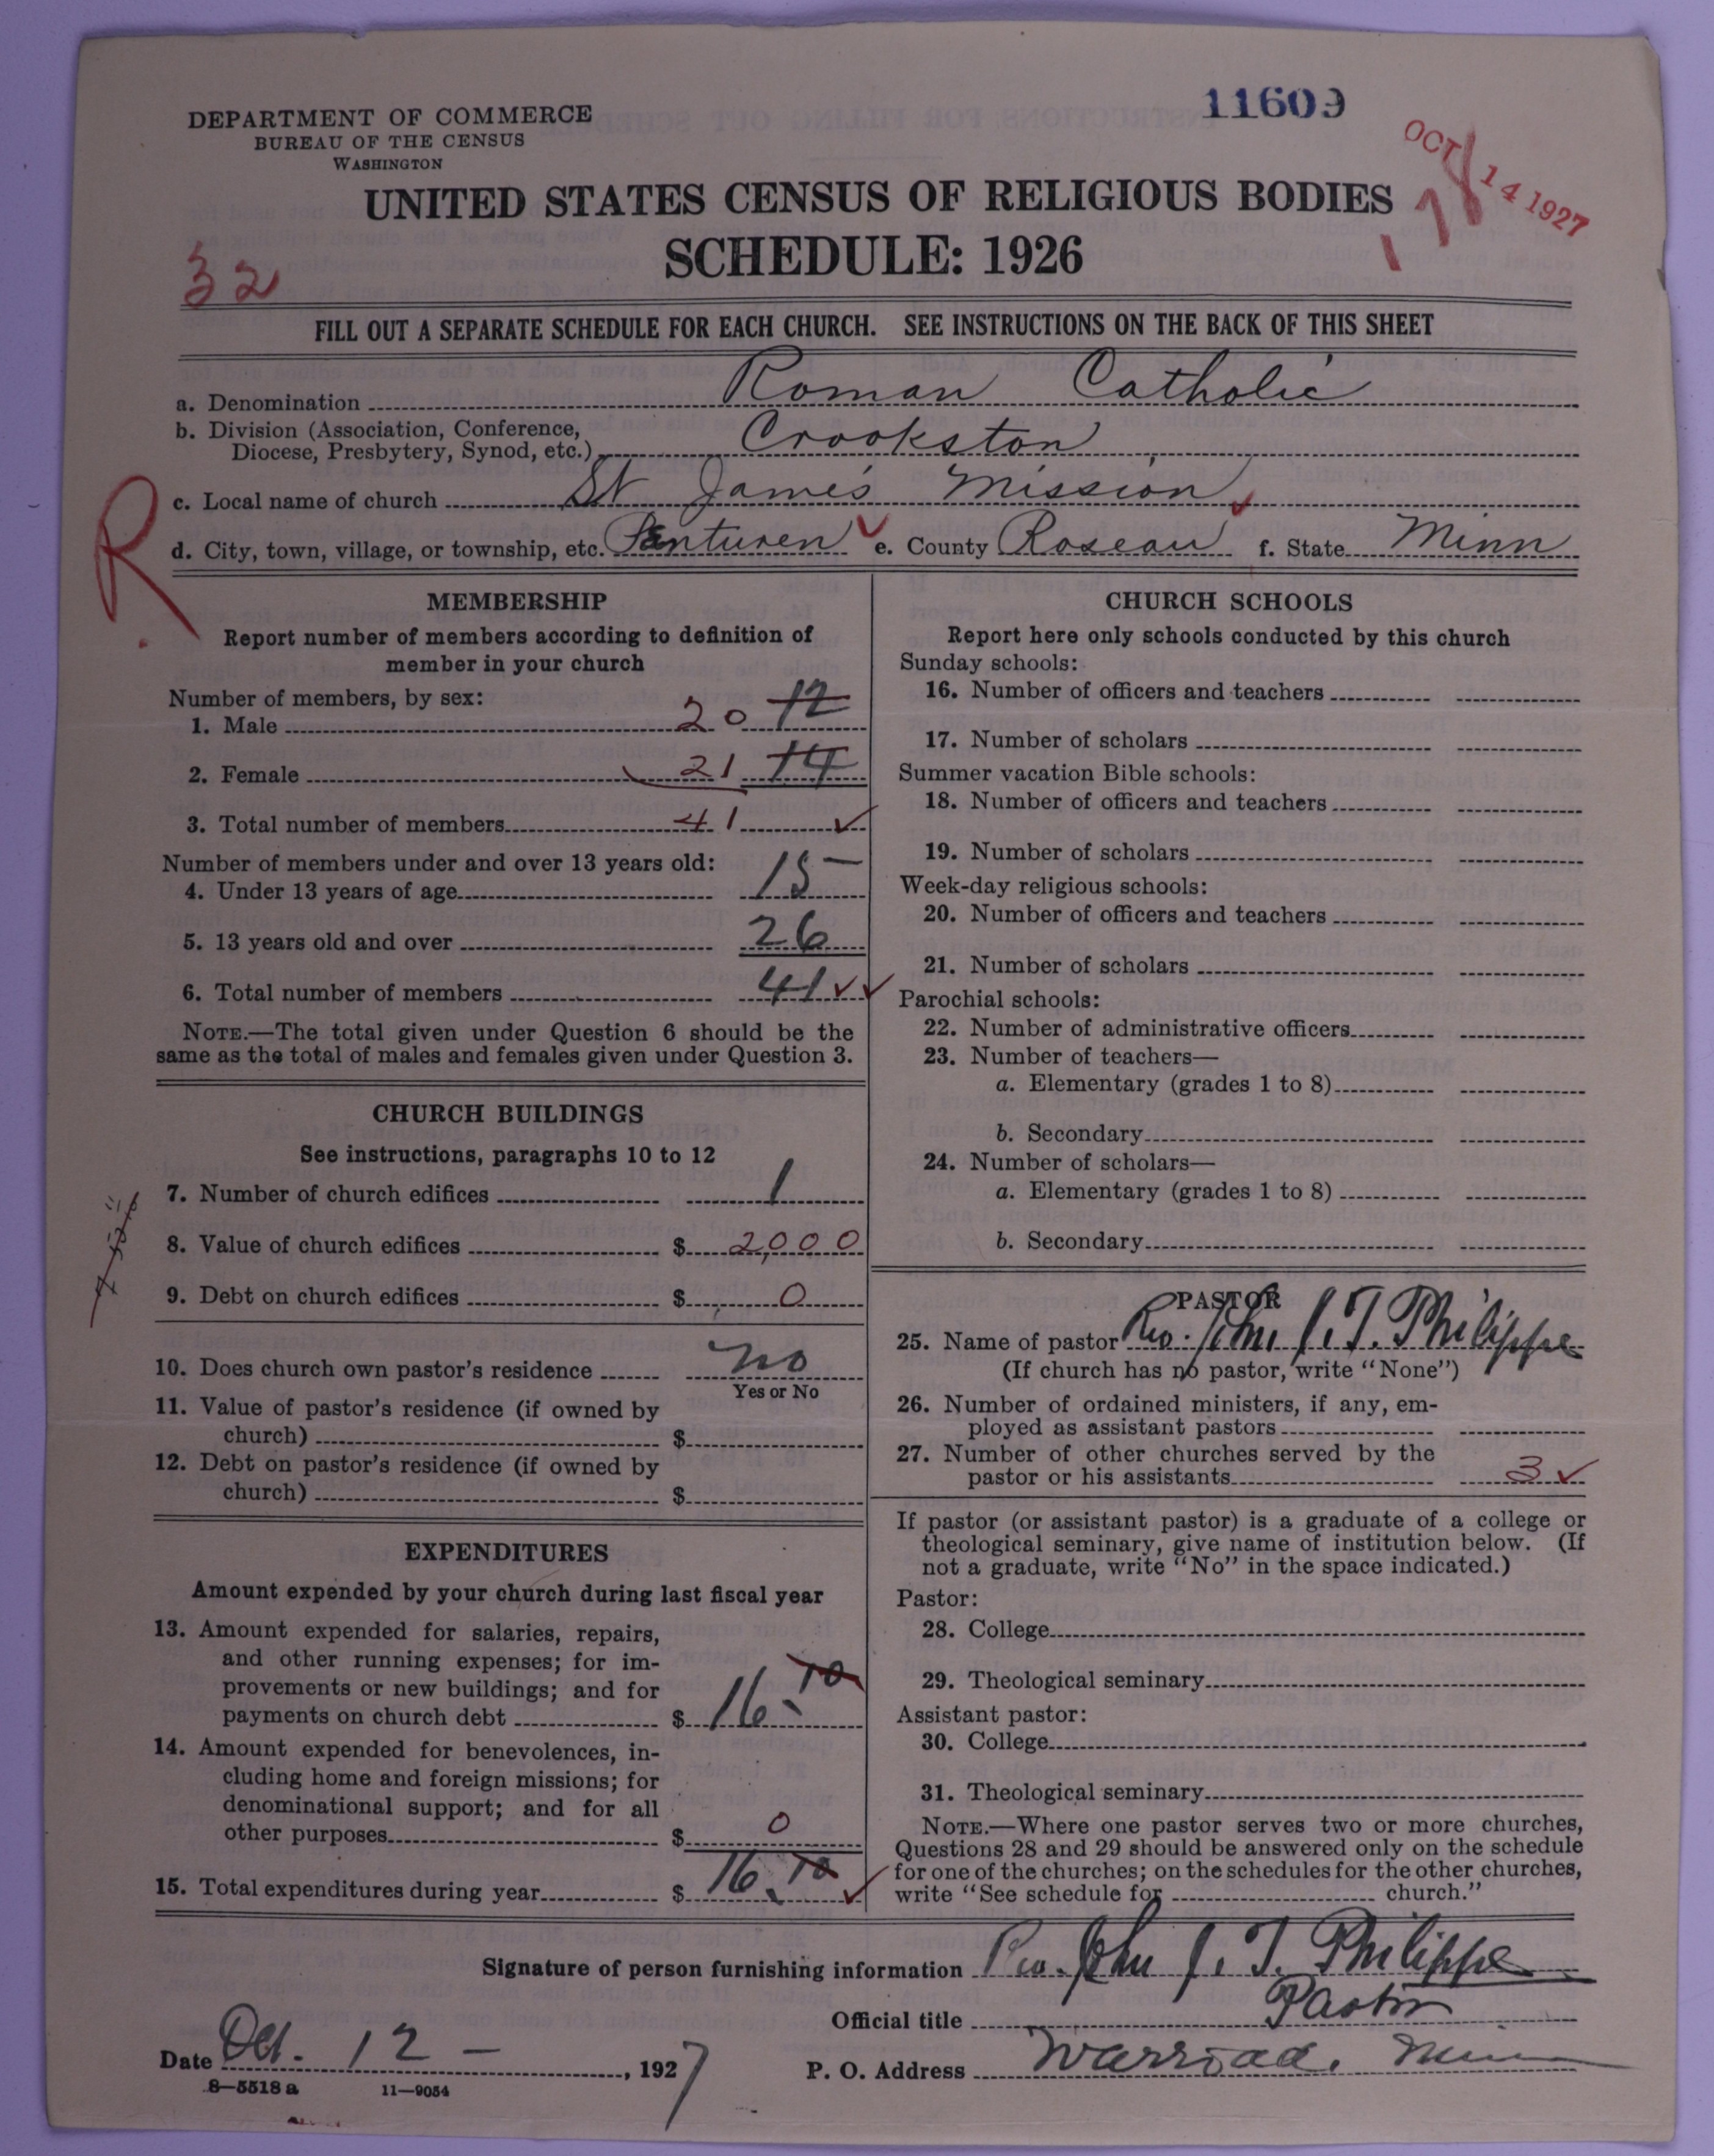 11609
DEPARTMENT OF COMMERCE
BUREAU OF THE CENSUS
WASHINGTON
OCT 14 1927
178
UNITED STATES CENSUS OF RELIGIOUS BODIES
SCHEDULE: 1926
32
FILL OUT A SEPARATE SCHEDULE FOR EACH CHURCH. SEE INSTRUCTIONS ON THE BACK OF THIS SHEET
a. Denomination Roman Catholic
b. Division (Association, Conference,
Diocese, Presbytery, Synod, etc.) Crookston
c. Local name of church St James Mission
R
d. City, town, village, or township, etc. Penturen e. County Roseau f. State Minn
MEMBERSHIP
Report number of members according to definition of
member in your church
Number of members, by sex:
1. Male 20 12
2. Female 21 14
3. Total number of members 41
Number of members under and over 13 years old:
4. Under 13 years of age 15
5. 13 years old and over 26
6. Total number of members 41
NOTE.—The total given under Question 6 should be the
same as the total of males and females given under Question 3.
CHURCH BUILDINGS
See instructions, paragraphs 10 to 12
7. Number of church edifices 1
8. Value of church edifices $ 2,000
9. Debt on church edifices $ 0
10. Does church own pastor's residence no
Yes or No
11. Value of pastor's residence (if owned by
church) $
12. Debt on pastor's residence (if owned by
church) $
EXPENDITURES
Amount expended by your church during last fiscal year
13. Amount expended for salaries, repairs,
and other running expenses; for im-
provements or new buildings; and for
payments on church debt $ 16. 10
14. Amount expended for benevolences, in-
cluding home and foreign missions; for
denominational support; and for all
other purposes $ 0
15. Total expenditures during year $ 16. 10
CHURCH SCHOOLS
Report here only schools conducted by this church
Sunday schools:
16. Number of officers and teachers
17. Number of scholars
Summer vacation Bible schools:
18. Number of officers and teachers
19. Number of scholars
Week-day religious schools:
20. Number of officers and teachers
21. Number of scholars
Parochial schools:
22. Number of administrative officers
23. Number of teachers—
a. Elementary (grades 1 to 8)
b. Secondary
24. Number of scholars—
a. Elementary (grades 1 to 8)
b. Secondary
PASTOR
25. Name of pastor Rev. John J. T. Philippe
(If church has no pastor, write "None")
26. Number of ordained ministers, if any, em-
ployed as assistant pastors
27. Number of other churches served by the
pastor or his assistants 3
If pastor (or assistant pastor) is a graduate of a college or
theological seminary, give name of institution below. (If
not a graduate, write "No" in the space indicated.)
Pastor:
28. College
29. Theological seminary
Assistant pastor:
30. College
31. Theological seminary
NOTE.—Where one pastor serves two or more churches,
Questions 28 and 29 should be answered only on the schedule
for one of the churches; on the schedules for the other churches,
write "See schedule for church."
Signature of person furnishing information Rev. John J. T. Philippe
Official title Pastor
Date Oct. 12 - , 1927
P. O. Address Warroad, Minn
8—5518 a 11—9054